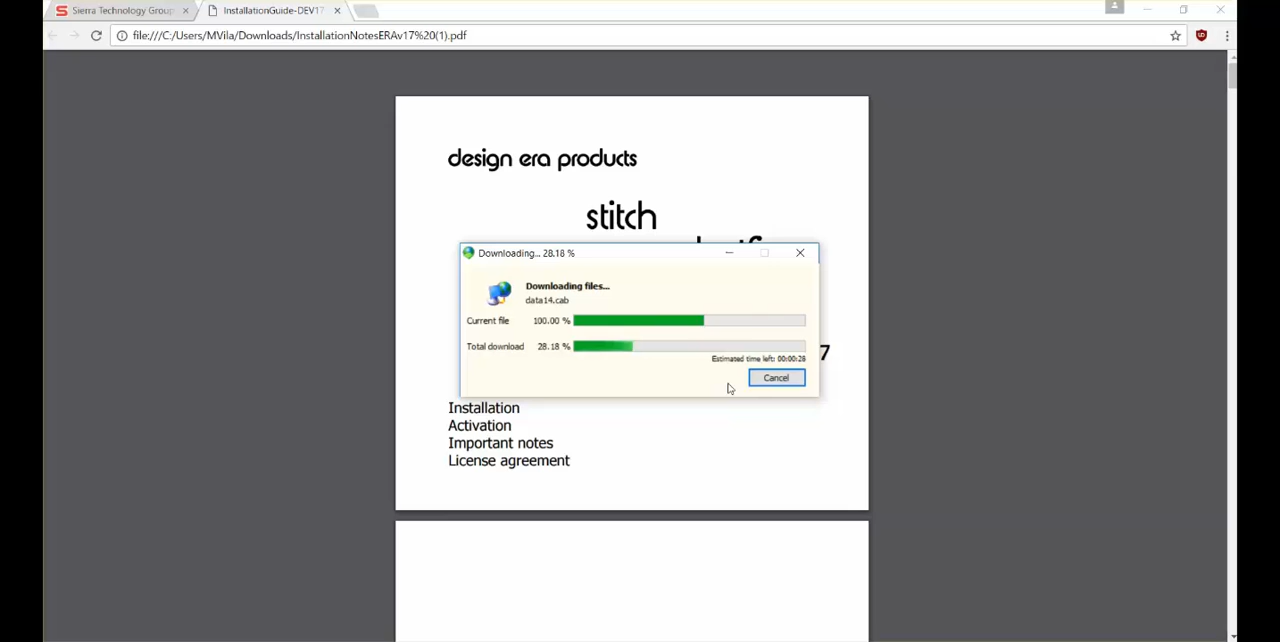 Sierra Technology Group
InstallationGuide-DEV17
file:///C:/Users/MVila/Downloads/InstallationNotesERAv17%20(1).pdf
design era products
stitch
Downloading... 28.18 %
Downloading files...
data14.cab
Current file 100.00 %
Total download 28.18 %
Estimated time left: 00:00:26
7
Cancel
Installation
Activation
Important notes
License agreement